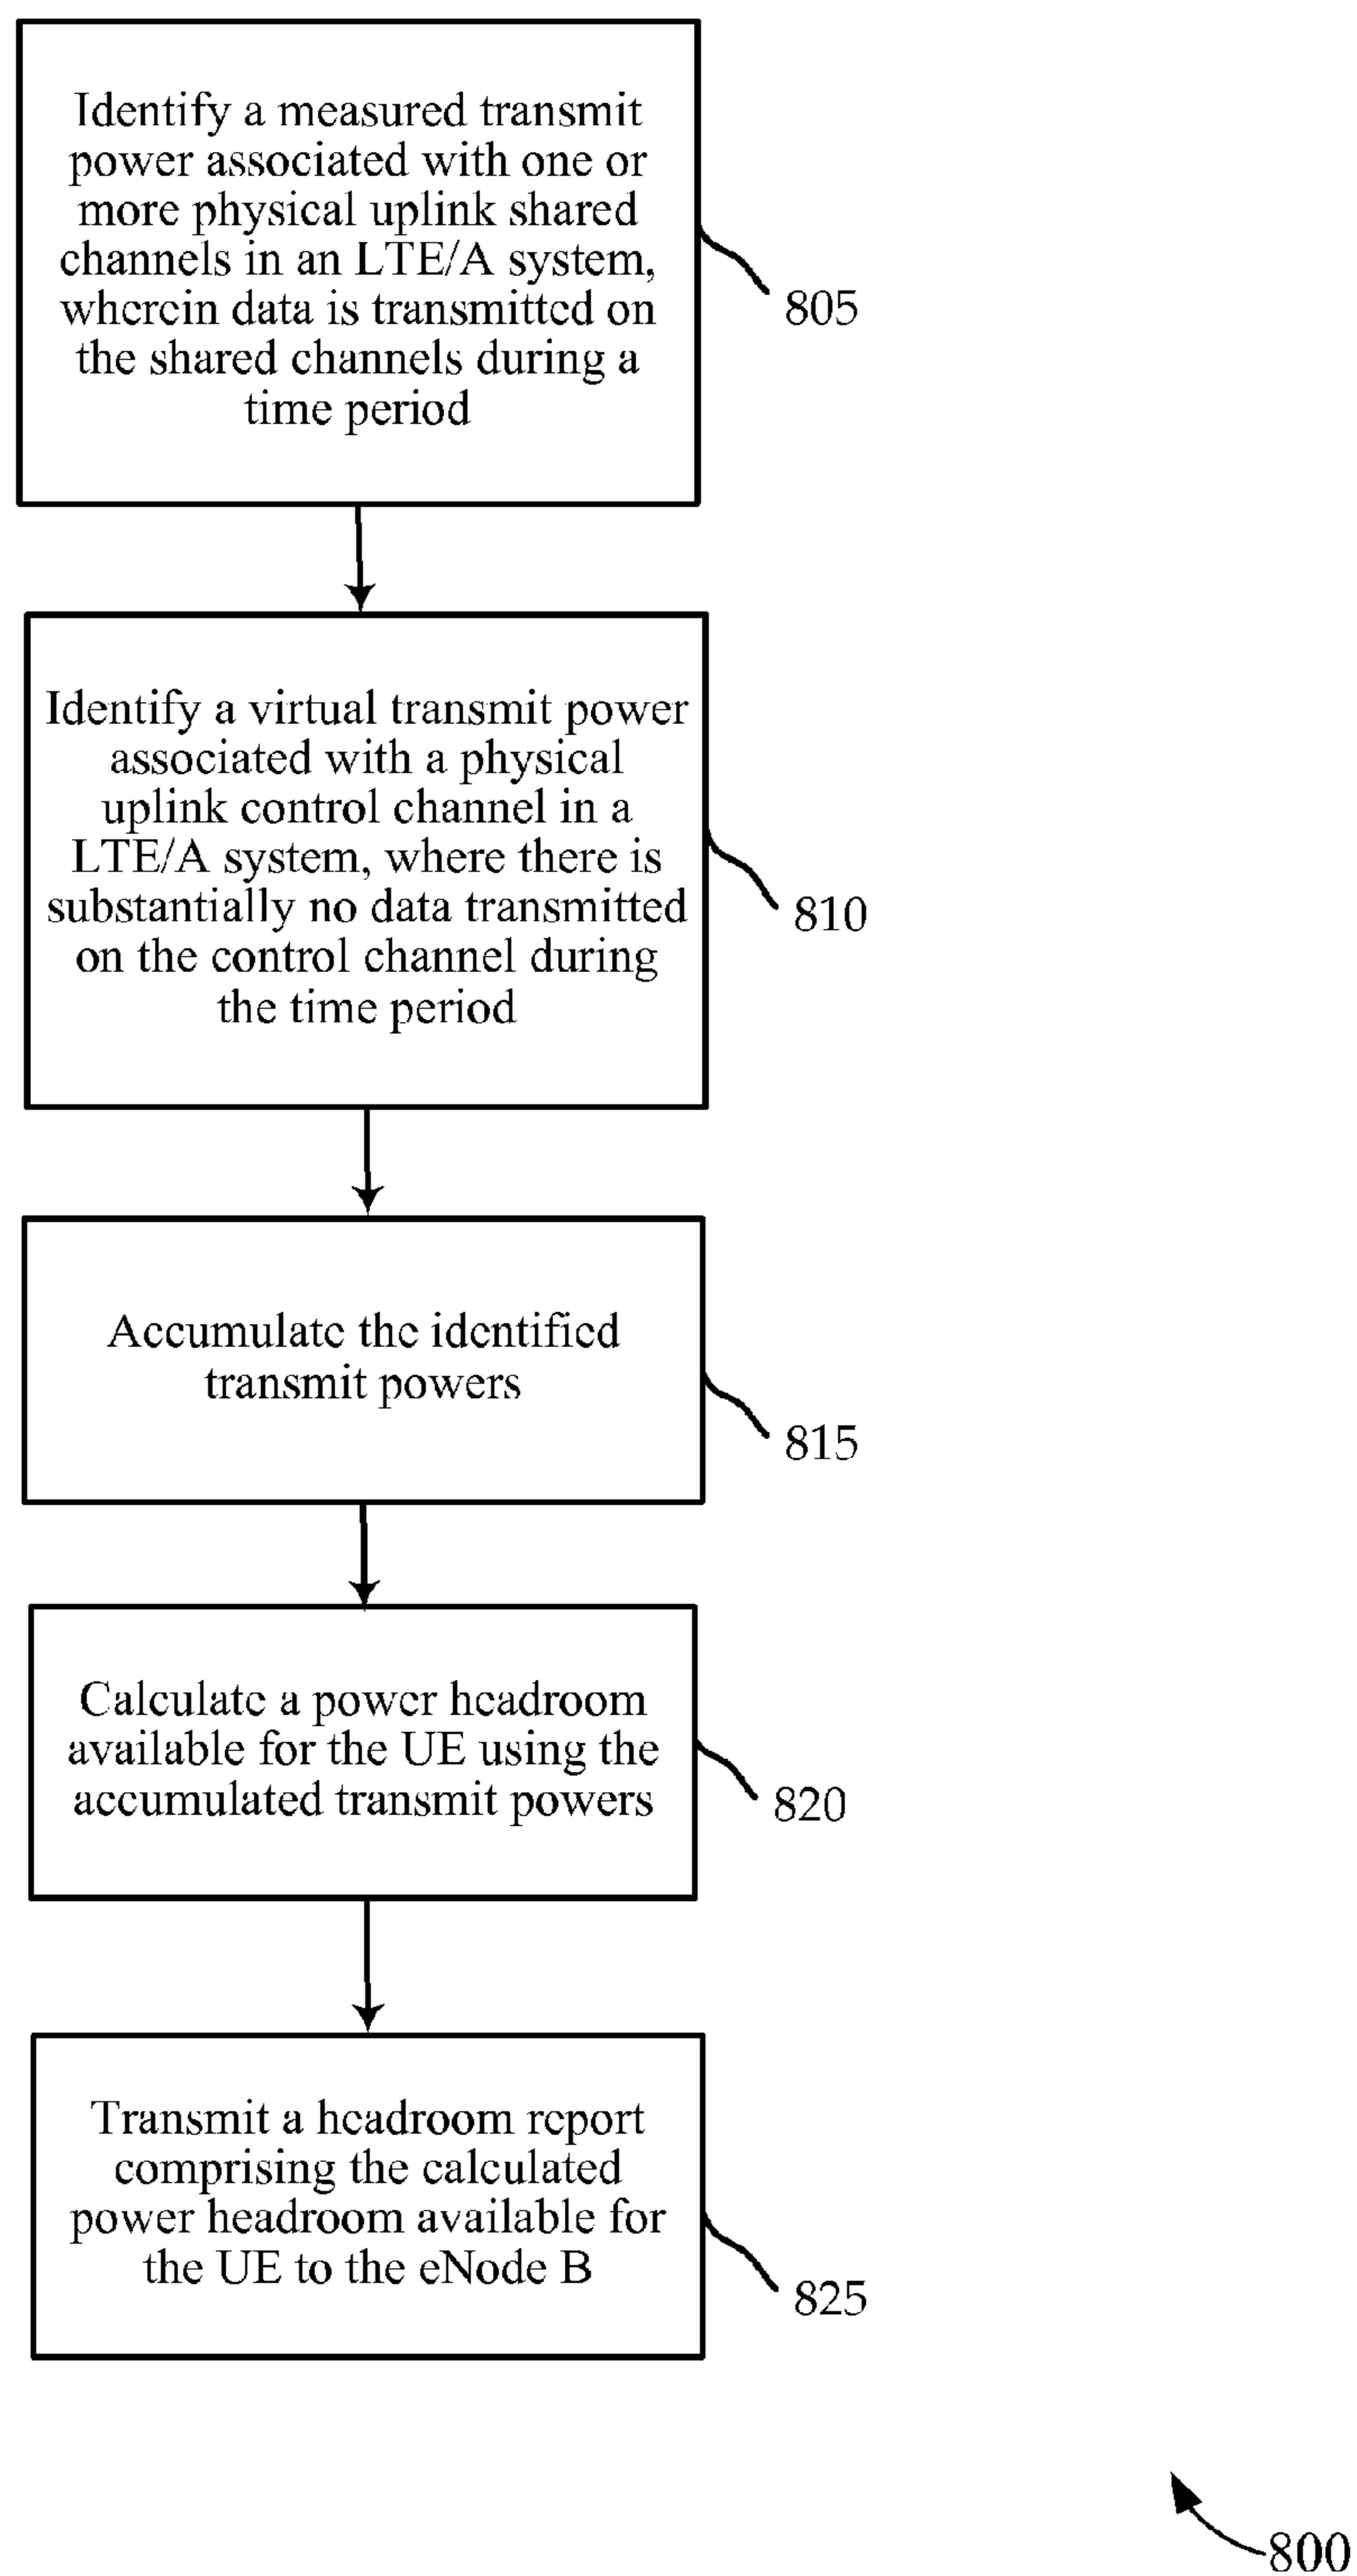 Identify a measured transmit
power associated with one or
more physical uplink shared
channels in an LTE/A system,
wherein data is transmitted on
the shared channels during a
time period
805
Identify a virtual transmit power
associated with a physical
uplink control channel in a
LTE/A system, where there is
substantially no data transmitted
on the control channel during
the time period
810
Accumulate the identified
transmit powers
815
Calculate a power headroom
available for the UE using the
accumulated transmit powers
820
Transmit a headroom report
comprising the calculated
power headroom available for
the UE to the eNode B
825
800